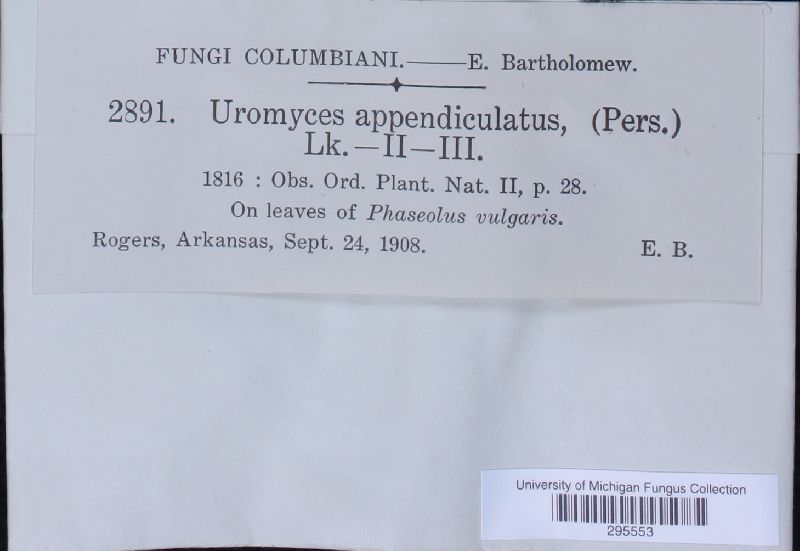 FUNGI COLUMBIANI.——E. Bartholomew.
2891. Uromyces appendiculatus, (Pers.)
Lk.—II—III.
1816 : Obs. Ord. Plant. Nat. II, p. 28.
On leaves of Phaseolus vulgaris.
Rogers, Arkansas, Sept. 24, 1908. E. B.
University of Michigan Fungus Collection
295553